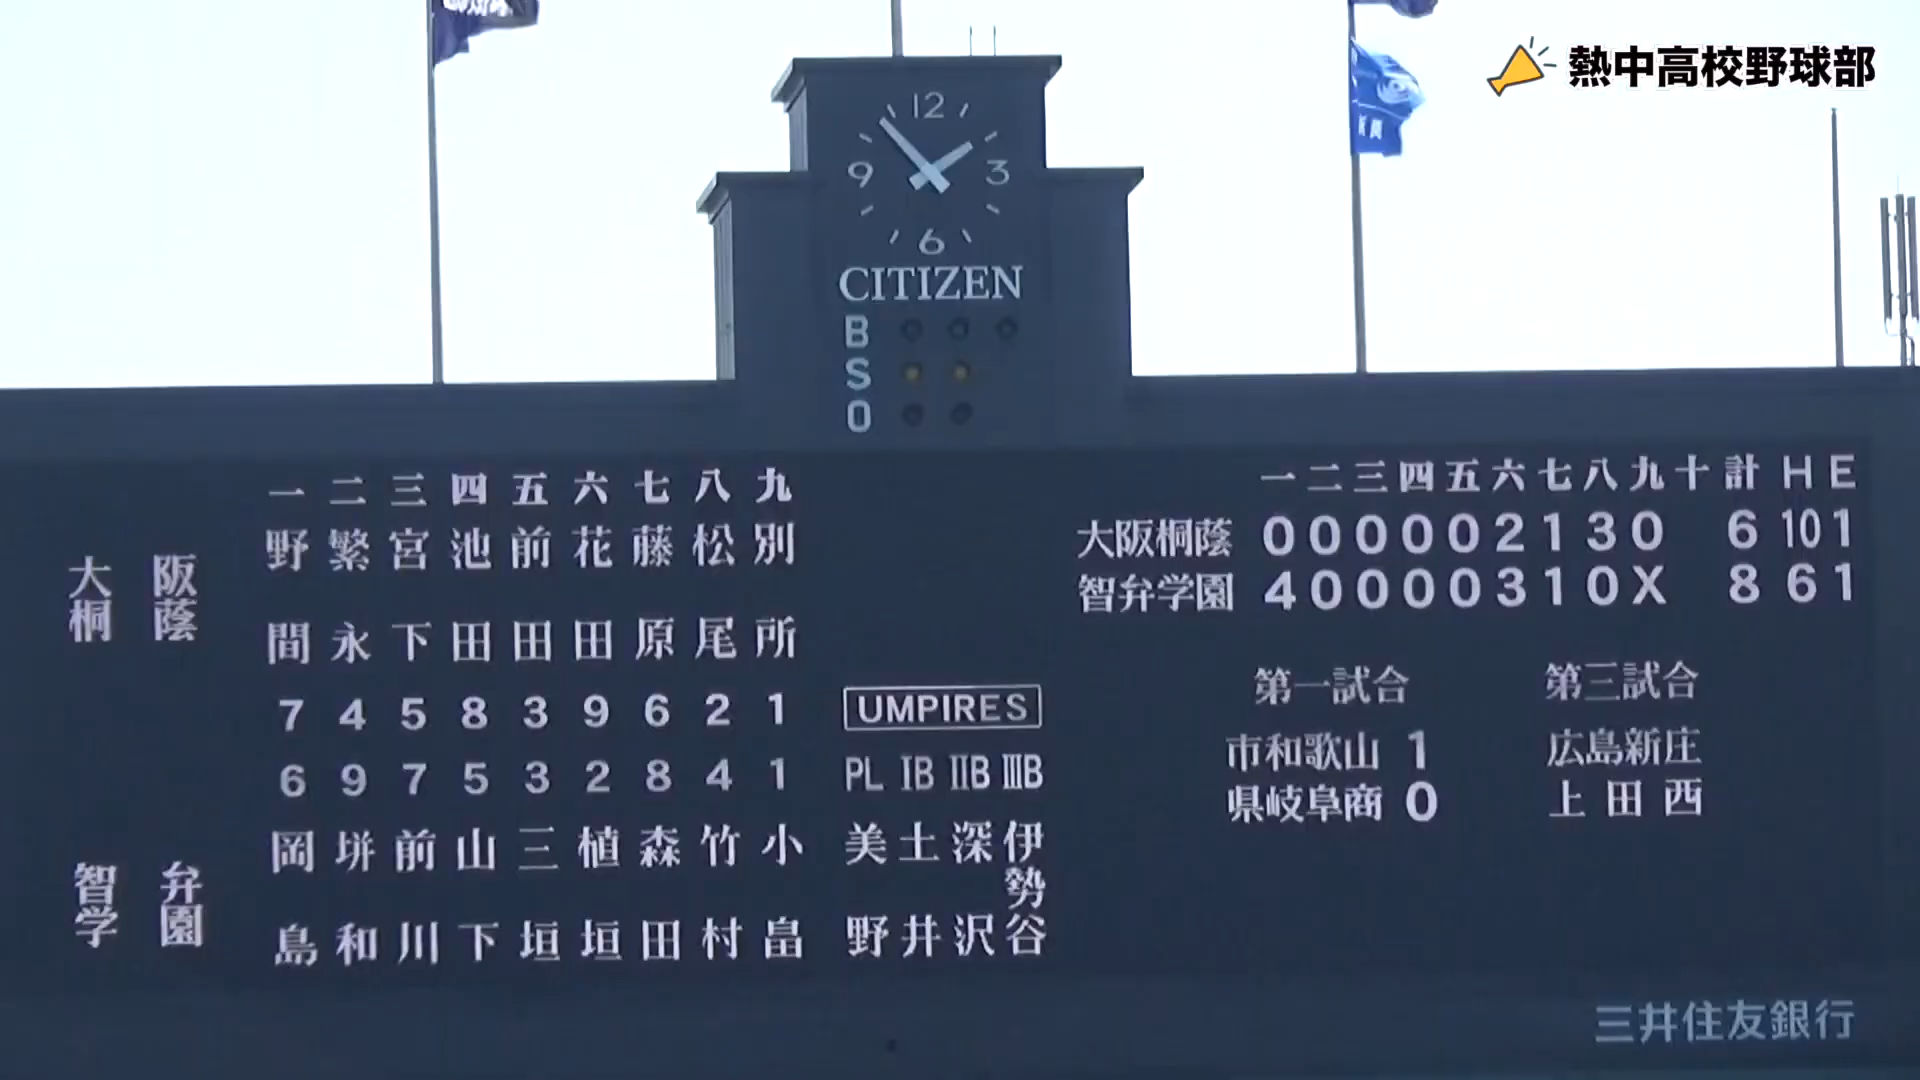 熱中高校野球部
12
9 3
6
CITIZEN
B
S
O
一 二 三 四 五 六 七 八 九
大阪桐蔭
野間 繁永 宮下 池田 前田 花田 藤原 松尾 別所
7 4 5 8 3 9 6 2 1
6 9 7 5 3 2 8 4 1
智弁学園
岡島 垪和 前川 山下 三垣 植垣 森田 竹村 小畠
UMPIRES
PL IB IIB IIIB
美野 土井 深沢 伊勢谷
一 二 三 四 五 六 七 八 九 十 計 H E
大阪桐蔭 0 0 0 0 0 2 1 3 0 6 10 1
智弁学園 4 0 0 0 0 3 1 0 X 8 6 1
第一試合
市和歌山 1
県岐阜商 0
第三試合
広島新庄
上田西
三井住友銀行